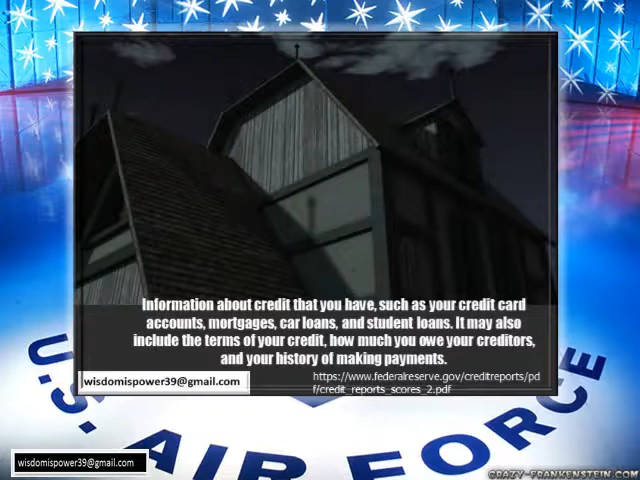 Information about credit that you have, such as your credit card
accounts, mortgages, car loans, and student loans. It may also
include the terms of your credit, how much you owe your creditors,
and your history of making payments.
wisdomispower39@gmail.com
https://www.federalreserve.gov/creditreports/pd
f/credit_reports_scores_2.pdf
U.S. AIR FORCE
wisdomispower39@gmail.com
CRAZY-FRANKENSTEIN.COM